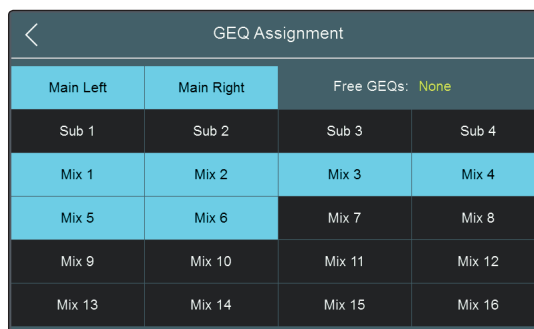 GEQ Assignment
Main Left Main Right Free GEQs: None
Sub 1 Sub 2 Sub 3 Sub 4
Mix 1 Mix 2 Mix 3 Mix 4
Mix 5 Mix 6 Mix 7 Mix 8
Mix 9 Mix 10 Mix 11 Mix 12
Mix 13 Mix 14 Mix 15 Mix 16